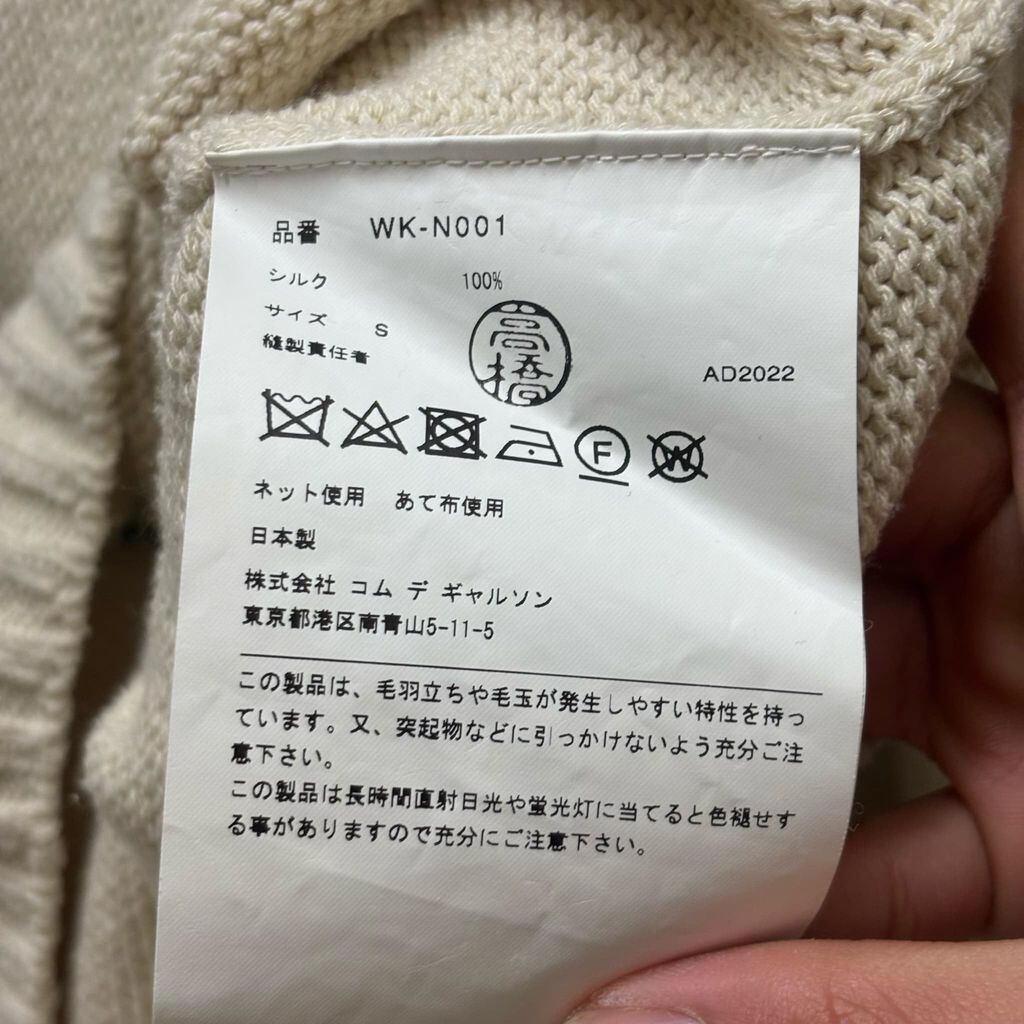 品番 WK-N001
シルク 100%
サイズ S
縫製責任者 高橋
AD2022
F W
ネット使用 あて布使用
日本製
株式会社 コム デ ギャルソン
東京都港区南青山5-11-5
この製品は、毛羽立ちや毛玉が発生しやすい特性を持っ
ています。又、突起物などに引っかけないよう充分ご注
意下さい。
この製品は長時間直射日光や蛍光灯に当てると色褪せす
る事がありますので充分にご注意下さい。